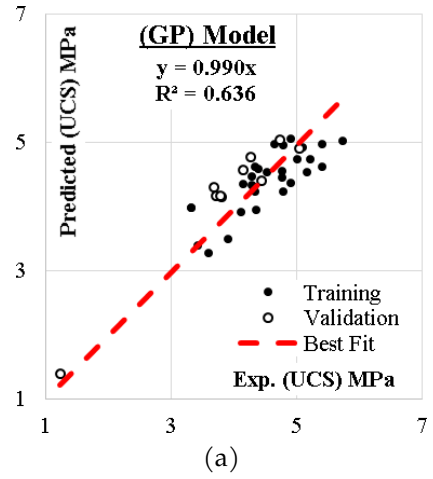 7
(GP) Model
y = 0.990x
R² = 0.636
Predicted (UCS) MPa
5
3
Training
Validation
Best Fit
Exp. (UCS) MPa
1
1 3 5 7
(a)